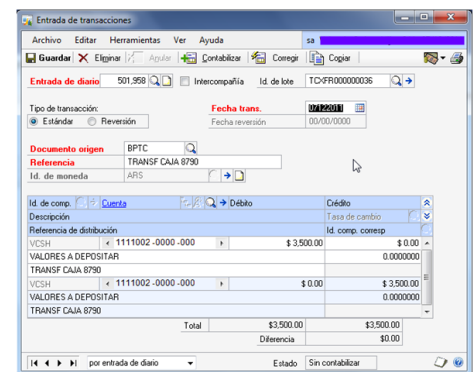 Entrada de transacciones
Archivo Editar Herramientas Ver Ayuda sa
Guardar Eliminar Anular Contabilizar Corregir Copiar
Entrada de diario 501,958 Intercompañía Id. de lote TCXFR000000036
Tipo de transacción: Fecha trans. 07/12/2011
Estándar Reversión Fecha reversión 00/00/0000
Documento origen BPTC
Referencia TRANSF CAJA 8790
Id. de moneda ARS
Id. de comp. Cuenta Débito Crédito
Descripción Tasa de cambio
Referencia de distribución Id. comp. corresp
VCSH 1111002 -0000 -000 $ 3,500.00 $ 0.00
VALORES A DEPOSITAR 0.0000000
TRANSF CAJA 8790
VCSH 1111002 -0000 -000 $ 0.00 $ 3,500.00
VALORES A DEPOSITAR 0.0000000
TRANSF CAJA 8790
Total $3,500.00 $3,500.00
Diferencia $0.00
por entrada de diario Estado Sin contabilizar